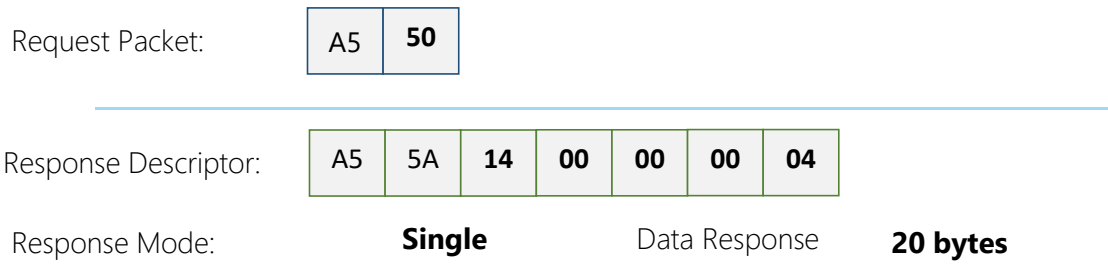 Request Packet: A5 50
Response Descriptor: A5 5A 14 00 00 00 04
Response Mode: Single Data Response 20 bytes